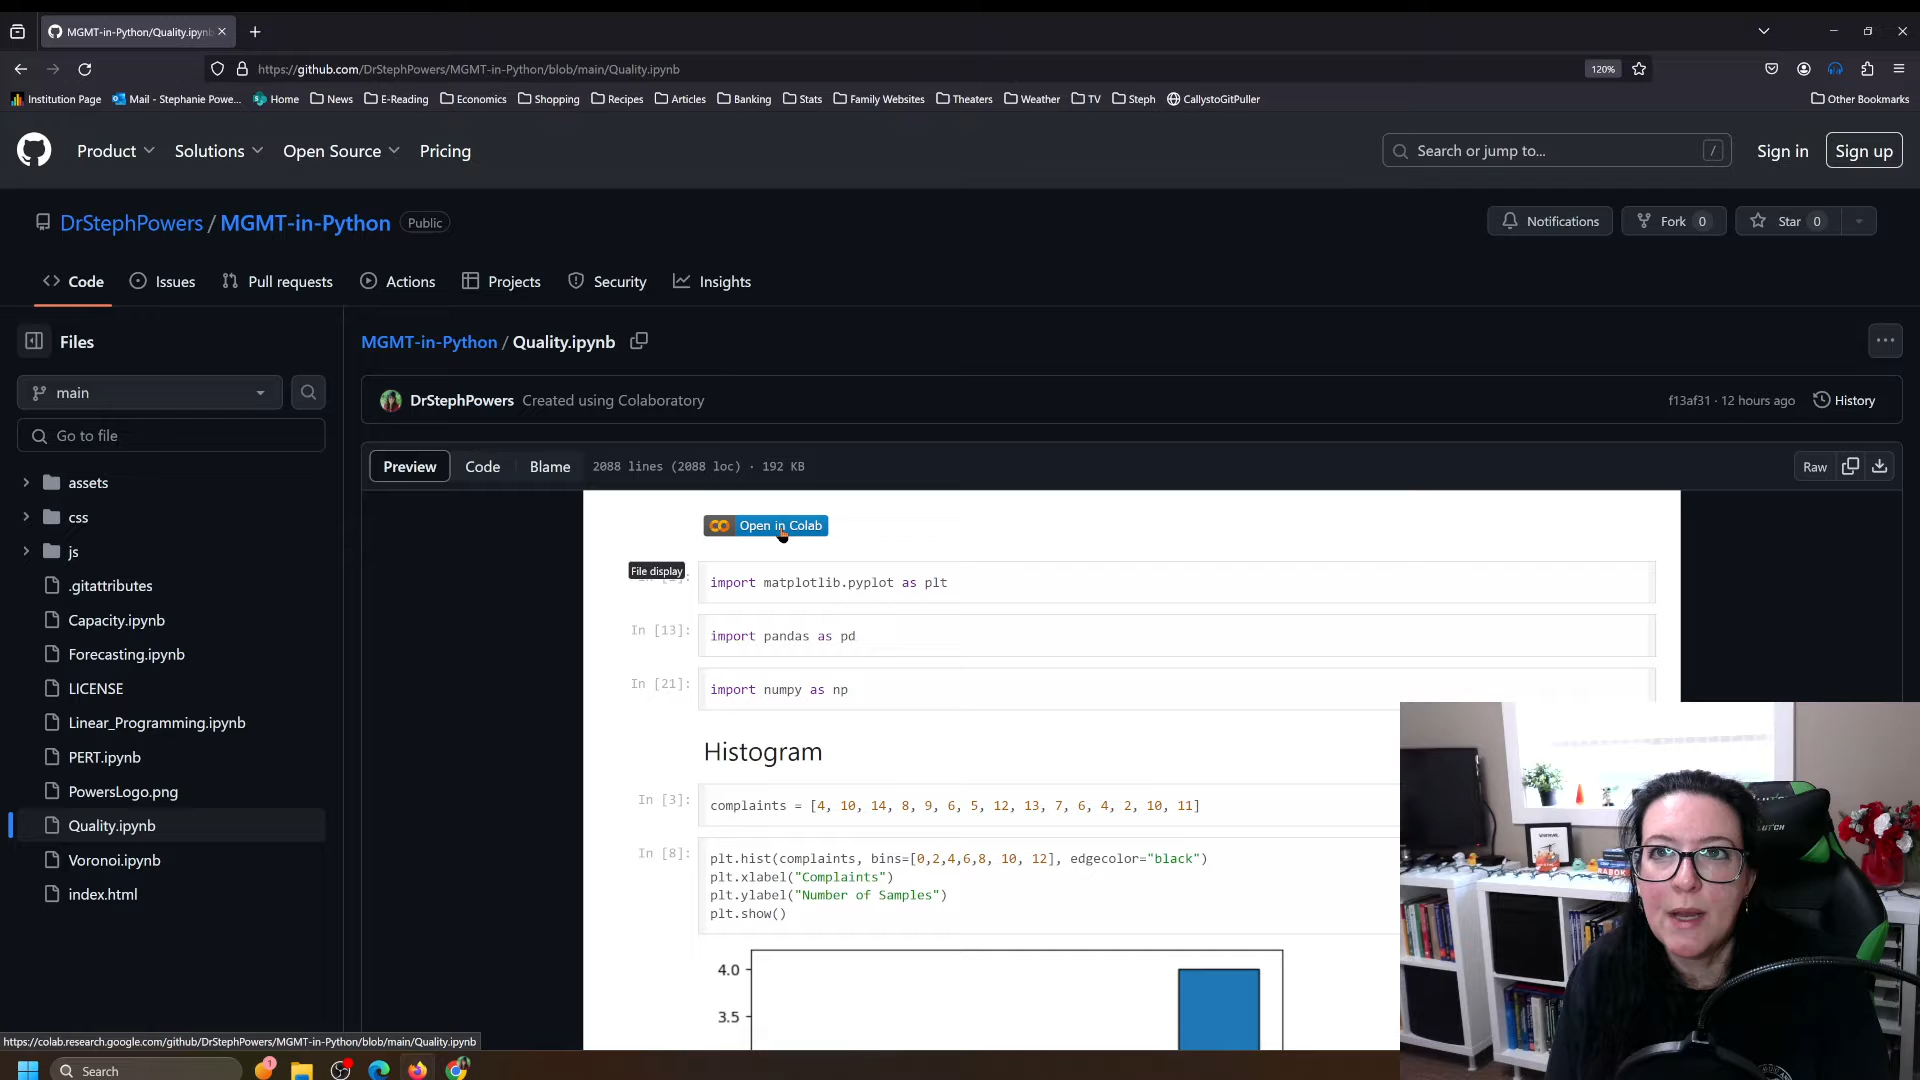 MGMT-in-Python/Quality.ipynb
https://github.com/DrStephPowers/MGMT-in-Python/blob/main/Quality.ipynb
120%
Institution Page
Mail - Stephanie Powe...
Home
News
E-Reading
Economics
Shopping
Recipes
Articles
Banking
Stats
Family Websites
Theaters
Weather
TV
Steph
CallystoGitPuller
Other Bookmarks
Product
Solutions
Open Source
Pricing
Search or jump to...
/
Sign in
Sign up
DrStephPowers / MGMT-in-Python
Public
Notifications
Fork 0
Star 0
Code
Issues
Pull requests
Actions
Projects
Security
Insights
Files
main
Go to file
assets
css
js
.gitattributes
Capacity.ipynb
Forecasting.ipynb
LICENSE
Linear_Programming.ipynb
PERT.ipynb
PowersLogo.png
Quality.ipynb
Voronoi.ipynb
index.html
MGMT-in-Python / Quality.ipynb
DrStephPowers Created using Colaboratory
f13af31 · 12 hours ago
History
Preview
Code
Blame
2088 lines (2088 loc) · 192 KB
Raw
Open in Colab
File display
import matplotlib.pyplot as plt
In [13]:
import pandas as pd
In [21]:
import numpy as np
Histogram
In [3]:
complaints = [4, 10, 14, 8, 9, 6, 5, 12, 13, 7, 6, 4, 2, 10, 11]
In [8]:
plt.hist(complaints, bins=[0,2,4,6,8, 10, 12], edgecolor="black")
plt.xlabel("Complaints")
plt.ylabel("Number of Samples")
plt.show()
4.0
3.5
https://colab.research.google.com/github/DrStephPowers/MGMT-in-Python/blob/main/Quality.ipynb
Search
1